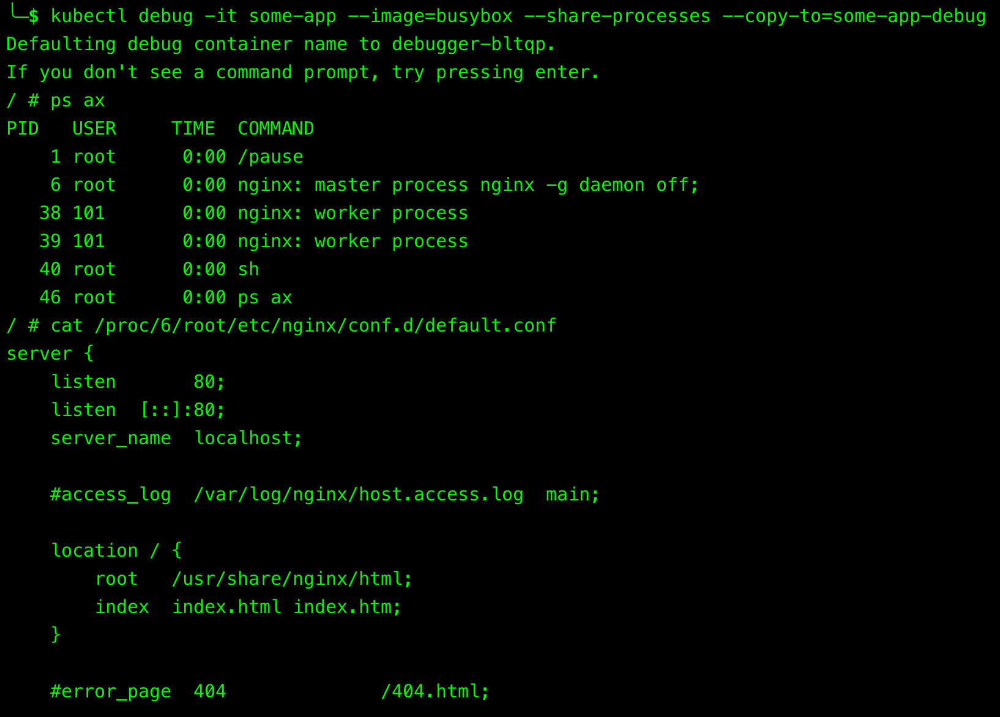 ╰─$ kubectl debug -it some-app --image=busybox --share-processes --copy-to=some-app-debug
Defaulting debug container name to debugger-bltqp.
If you don't see a command prompt, try pressing enter.
/ # ps ax
PID   USER     TIME  COMMAND
    1 root      0:00 /pause
    6 root      0:00 nginx: master process nginx -g daemon off;
   38 101       0:00 nginx: worker process
   39 101       0:00 nginx: worker process
   40 root      0:00 sh
   46 root      0:00 ps ax
/ # cat /proc/6/root/etc/nginx/conf.d/default.conf
server {
    listen       80;
    listen  [::]:80;
    server_name  localhost;

    #access_log  /var/log/nginx/host.access.log  main;

    location / {
        root   /usr/share/nginx/html;
        index  index.html index.htm;
    }

    #error_page  404              /404.html;